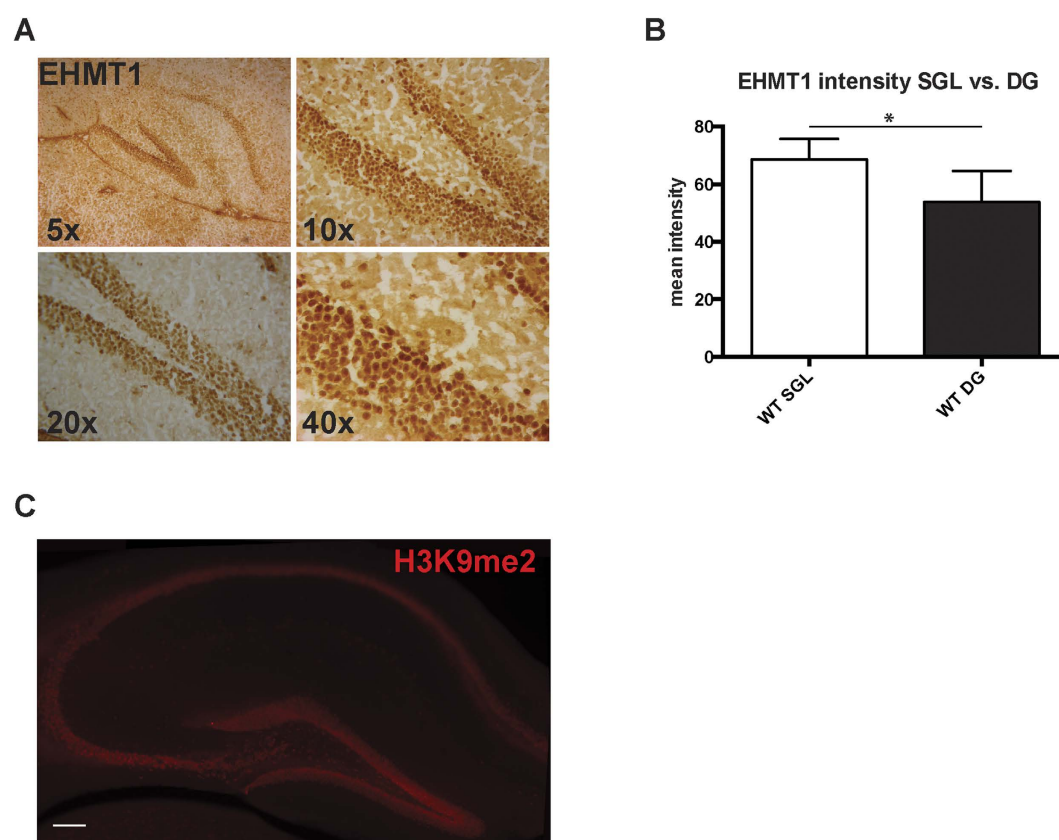 A
EHMT1
5x
10x
20x
40x
B
EHMT1 intensity SGL vs. DG
*
80
60
40
20
0
mean intensity
WT SGL
WT DG
C
H3K9me2